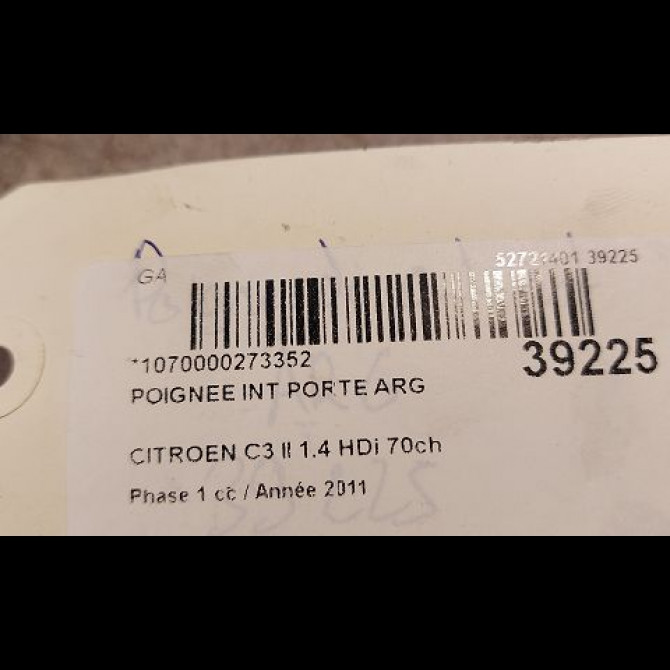 GA
39225
*1070000273352
39225
POIGNEE INT PORTE ARG
CITROEN C3 II 1.4 HDi 70ch
Phase 1 cc / Année 2011